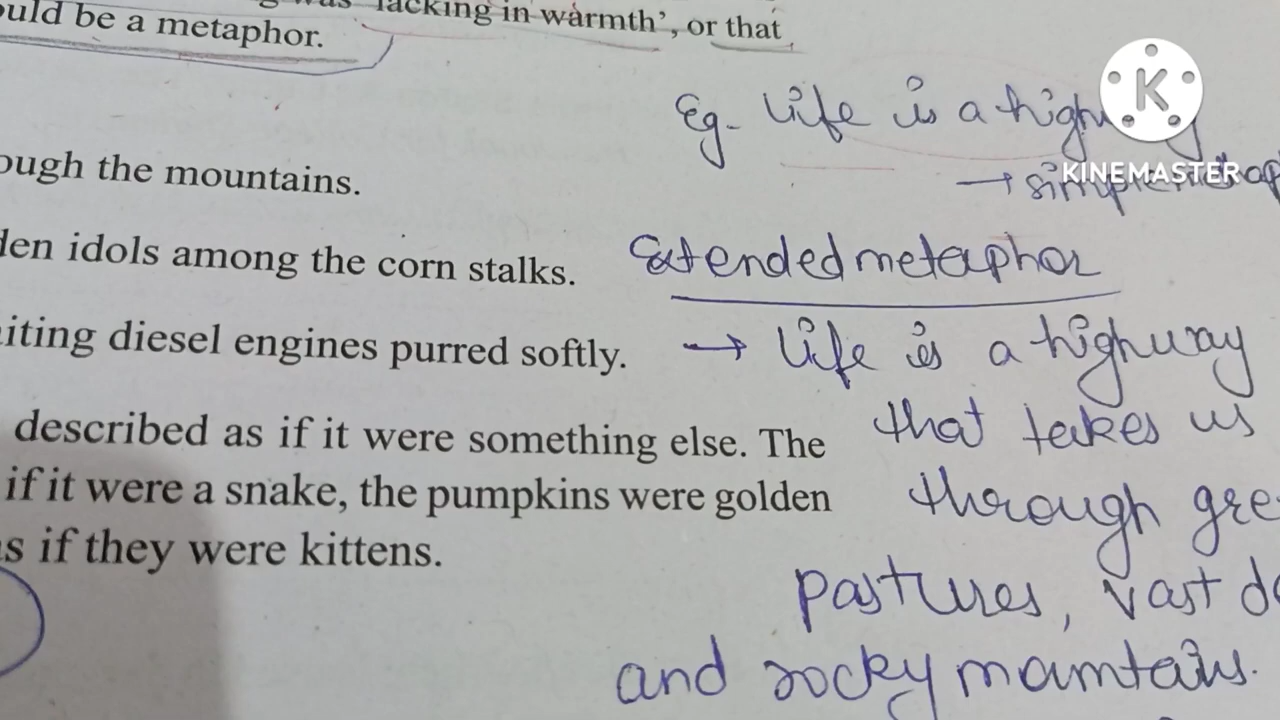 lacking in warmth', or that
ould be a metaphor.
Eg- Life is a
KINEMASTER
ough the mountains.
→ simple
den idols among the corn stalks.
Extended metaphor
iting diesel engines purred softly.
→ Life is a highway
described as if it were something else. The
that takes us
if it were a snake, the pumpkins were golden
through gre
s if they were kittens.
pastures, vast
and rocky mountains.